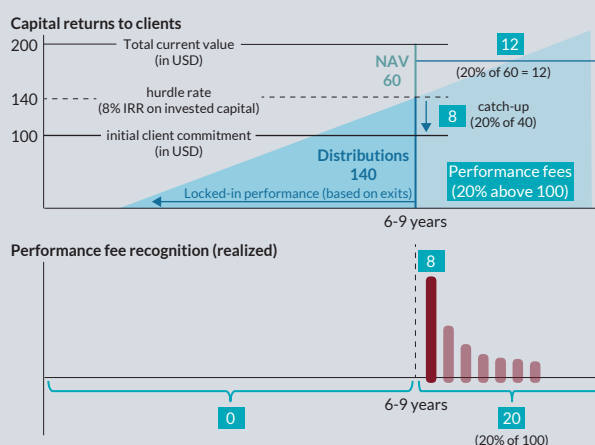 Capital returns to clients
200
Total current value
(in USD)
12
NAV
60
(20% of 60 = 12)
hurdle rate
(8% IRR on invested capital)
140
8
catch-up
(20% of 40)
100
initial client commitment
(in USD)
Distributions
140
Performance fees
(20% above 100)
Locked-in performance (based on exits)
6-9 years
Performance fee recognition (realized)
8
6-9 years
0
20
(20% of 100)